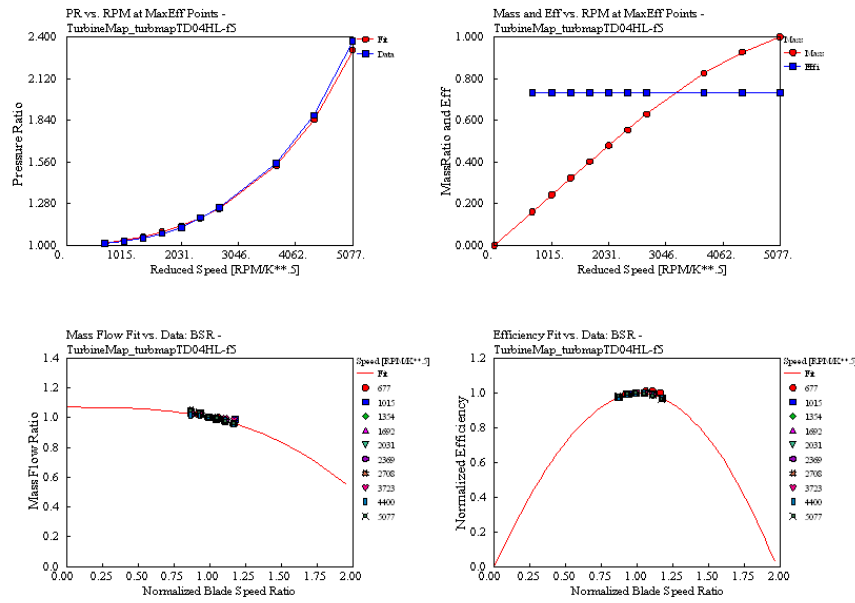 PR vs. RPM at MaxEff Points -
TurbineMap_turbmapTD04HL-f5
Fit
Data
2.400
2.120
1.840
1.560
1.280
1.000
Pressure Ratio
0. 1015. 2031. 3046. 4062. 5077.
Reduced Speed [RPM/K**.5]
Mass and Eff vs. RPM at MaxEff Points -
TurbineMap_turbmapTD04HL-f5
Mass
Mass
Effi
1.000
0.800
0.600
0.400
0.200
0.000
MassRatio and Eff
0. 1015. 2031. 3046. 4062. 5077.
Reduced Speed [RPM/K**.5]
Mass Flow Fit vs. Data: BSR -
TurbineMap_turbmapTD04HL-f5
Speed [RPM/K**.5]
Fit
677
1015
1354
1692
2031
2369
2708
3723
4400
5077
1.4
1.2
1.0
0.8
0.6
0.4
0.2
0.0
Mass Flow Ratio
0.00 0.25 0.50 0.75 1.00 1.25 1.50 1.75 2.00
Normalized Blade Speed Ratio
Efficiency Fit vs. Data: BSR -
TurbineMap_turbmapTD04HL-f5
Speed [RPM/K**.5]
Fit
677
1015
1354
1692
2031
2369
2708
3723
4400
5077
1.2
1.0
0.8
0.6
0.4
0.2
0.0
Normalized Efficiency
0.00 0.25 0.50 0.75 1.00 1.25 1.50 1.75 2.00
Normalized Blade Speed Ratio